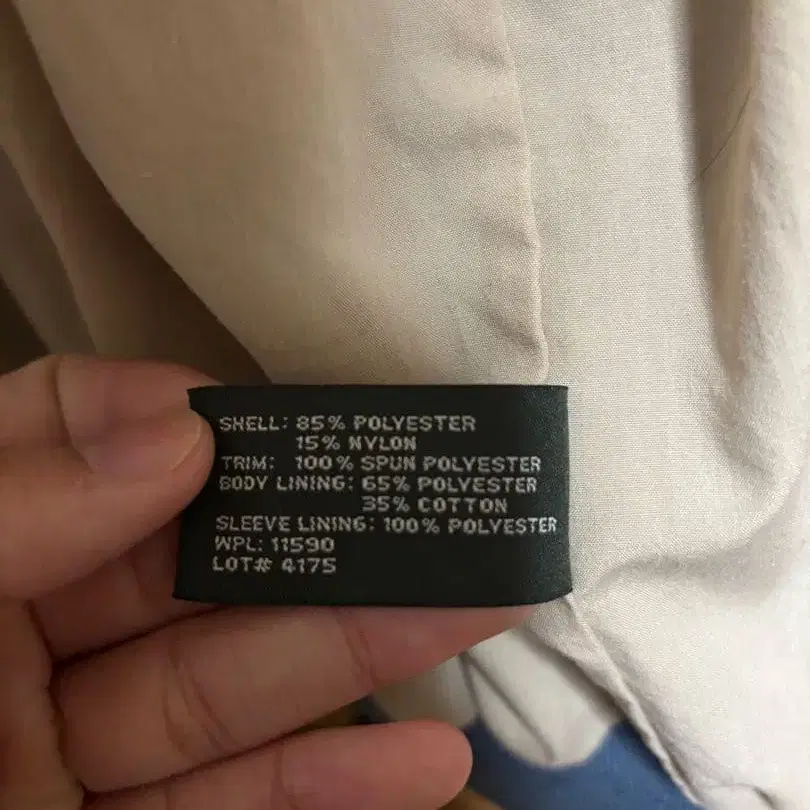 SHELL: 85% POLYESTER
15% NYLON
TRIM: 100% SPUN POLYESTER
BODY LINING: 65% POLYESTER
35% COTTON
SLEEVE LINING: 100% POLYESTER
WPL: 11590
LOT# 4175